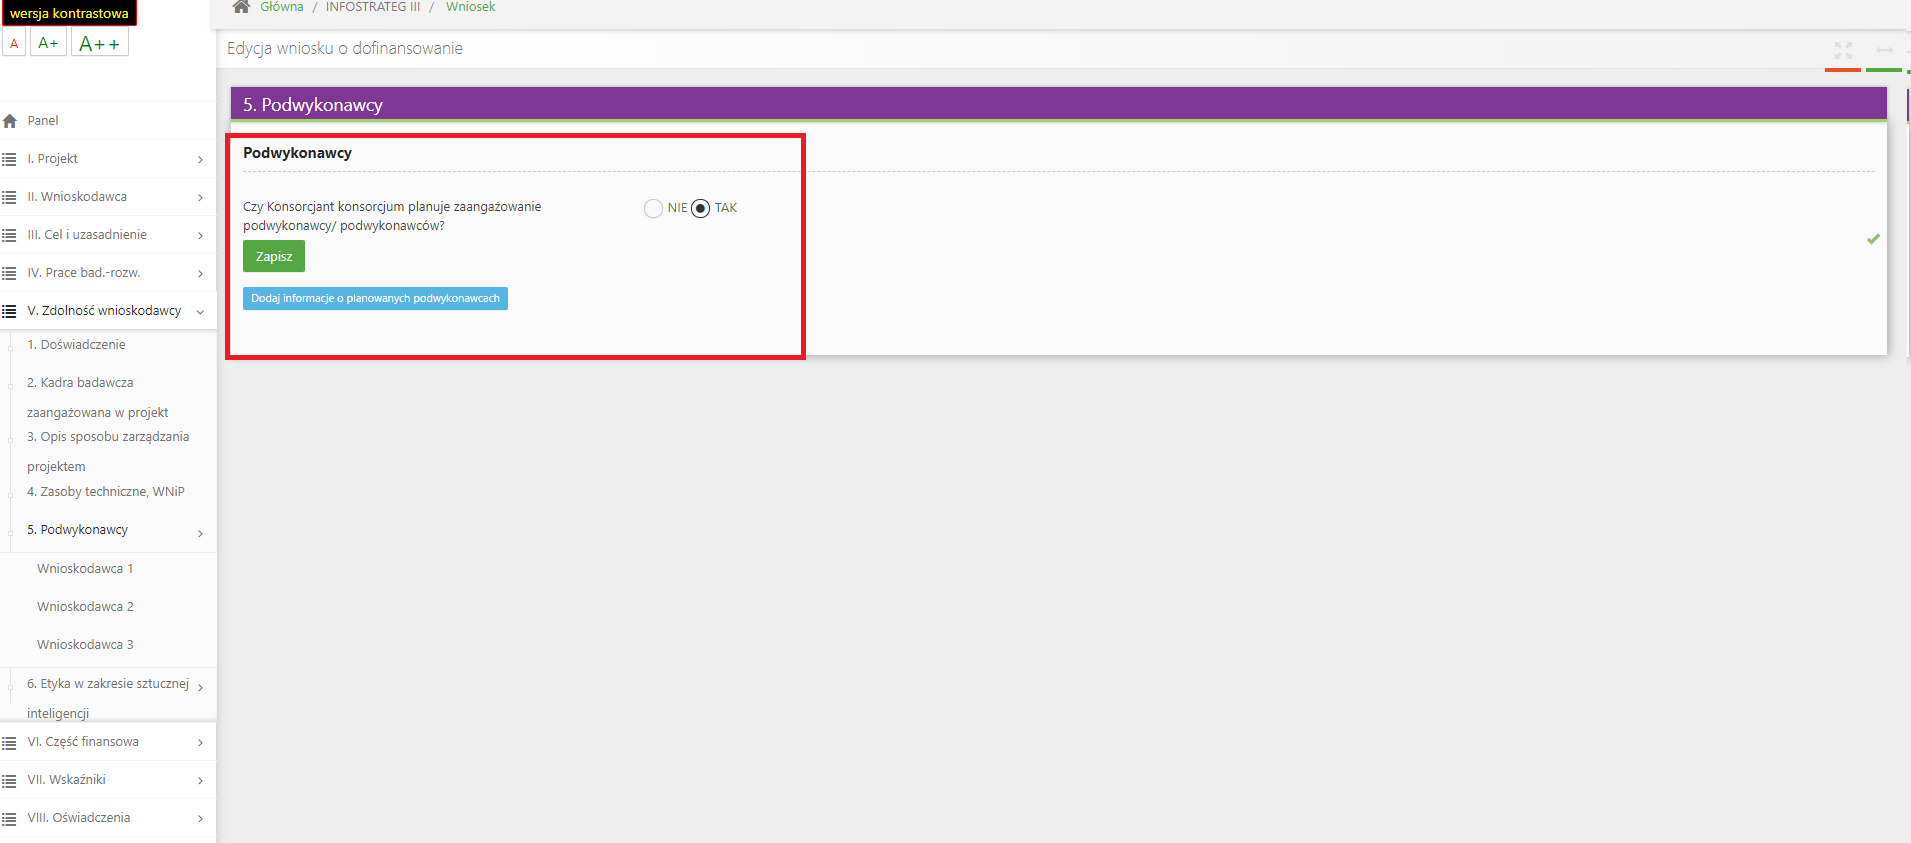 wersja kontrastowa
A A+ A++
Główna / INFOSTRATEG III / Wniosek
Edycja wniosku o dofinansowanie
Panel
I. Projekt
II. Wnioskodawca
III. Cel i uzasadnienie
IV. Prace bad.-rozw.
V. Zdolność wnioskodawcy
1. Doświadczenie
2. Kadra badawcza
zaangażowana w projekt
3. Opis sposobu zarządzania
projektem
4. Zasoby techniczne, WNiP
5. Podwykonawcy
Wnioskodawca 1
Wnioskodawca 2
Wnioskodawca 3
6. Etyka w zakresie sztucznej
inteligencji
VI. Część finansowa
VII. Wskaźniki
VIII. Oświadczenia
5. Podwykonawcy
Podwykonawcy
Czy Konsorcjant konsorcjum planuje zaangażowanie
podwykonawcy/ podwykonawców?
NIE TAK
Zapisz
Dodaj informacje o planowanych podwykonawcach